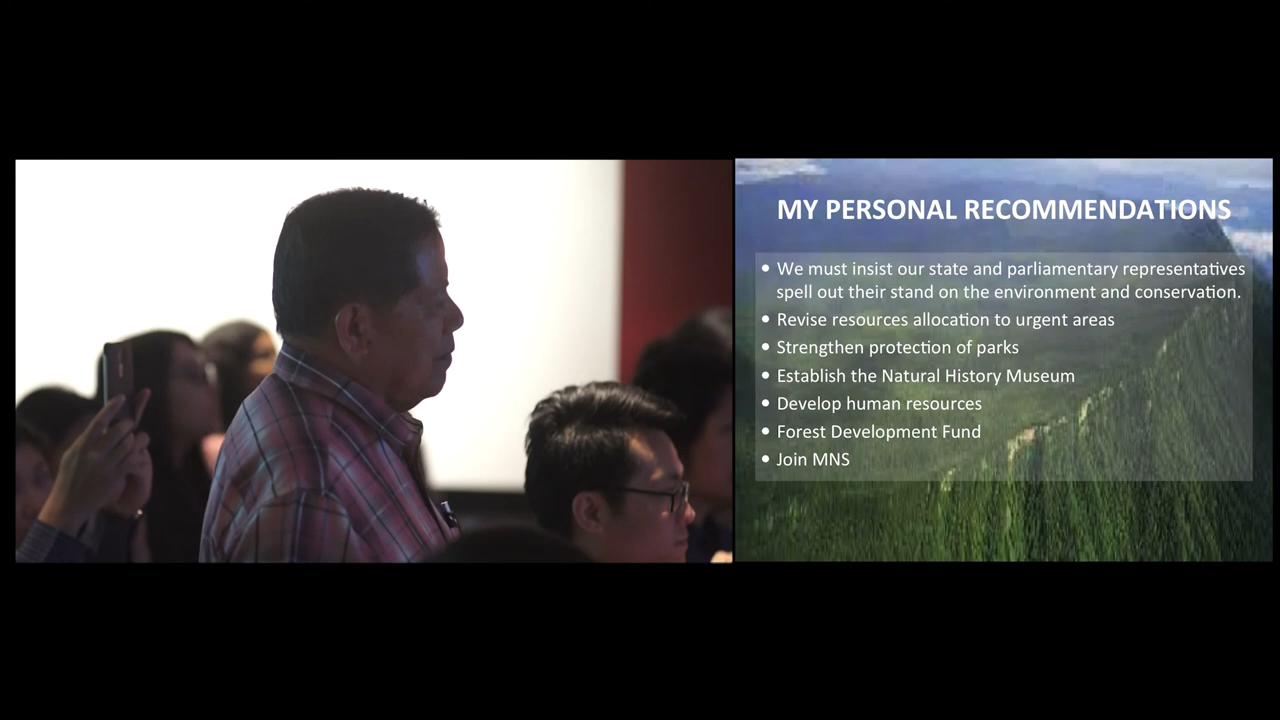 MY PERSONAL RECOMMENDATIONS
• We must insist our state and parliamentary representatives
spell out their stand on the environment and conservation.
• Revise resources allocation to urgent areas
• Strengthen protection of parks
• Establish the Natural History Museum
• Develop human resources
• Forest Development Fund
• Join MNS